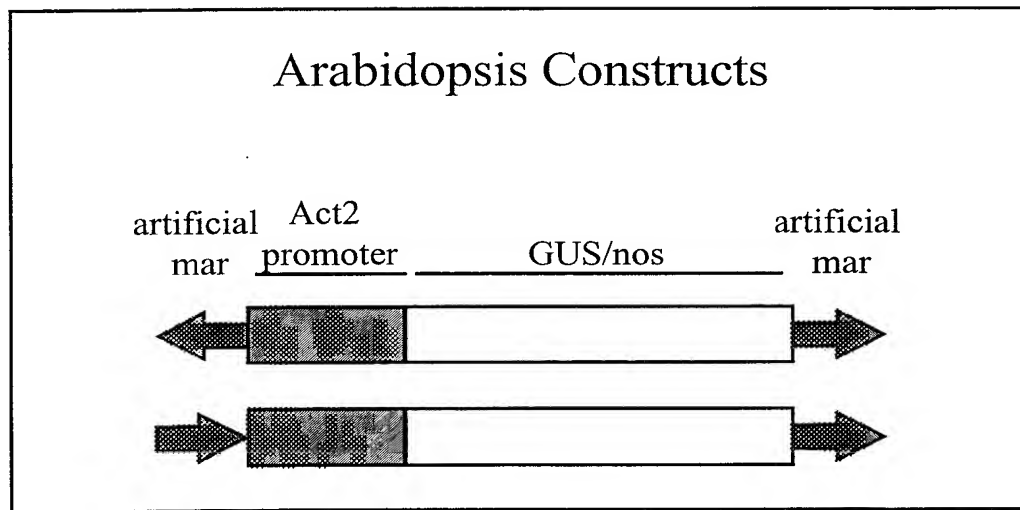 Arabidopsis Constructs
artificial
mar
Act2
promoter
GUS/nos
artificial
mar